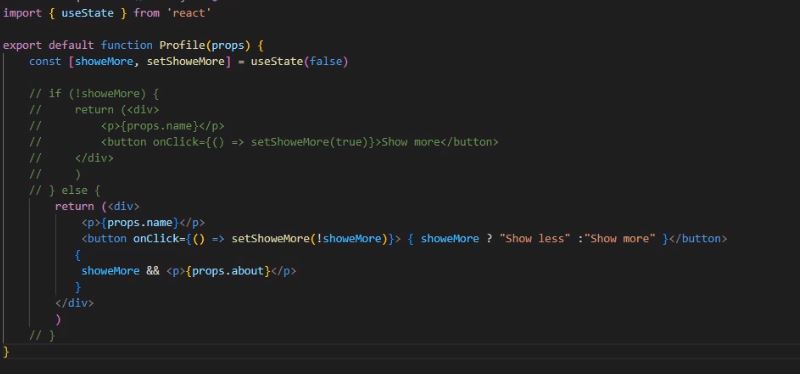 import { useState } from 'react'
export default function Profile(props) {
const [showeMore, setShoweMore] = useState(false)
// if (!showeMore) {
//     return (<div>
//         <p>{props.name}</p>
//         <button onClick={() => setShoweMore(true)}>Show more</button>
//     </div>
//     )
// } else {
return (<div>
<p>{props.name}</p>
<button onClick={() => setShoweMore(!showeMore)}> { showeMore ? "Show less" :"Show more" }</button>
{
showeMore && <p>{props.about}</p>
}
</div>
)
// }
}